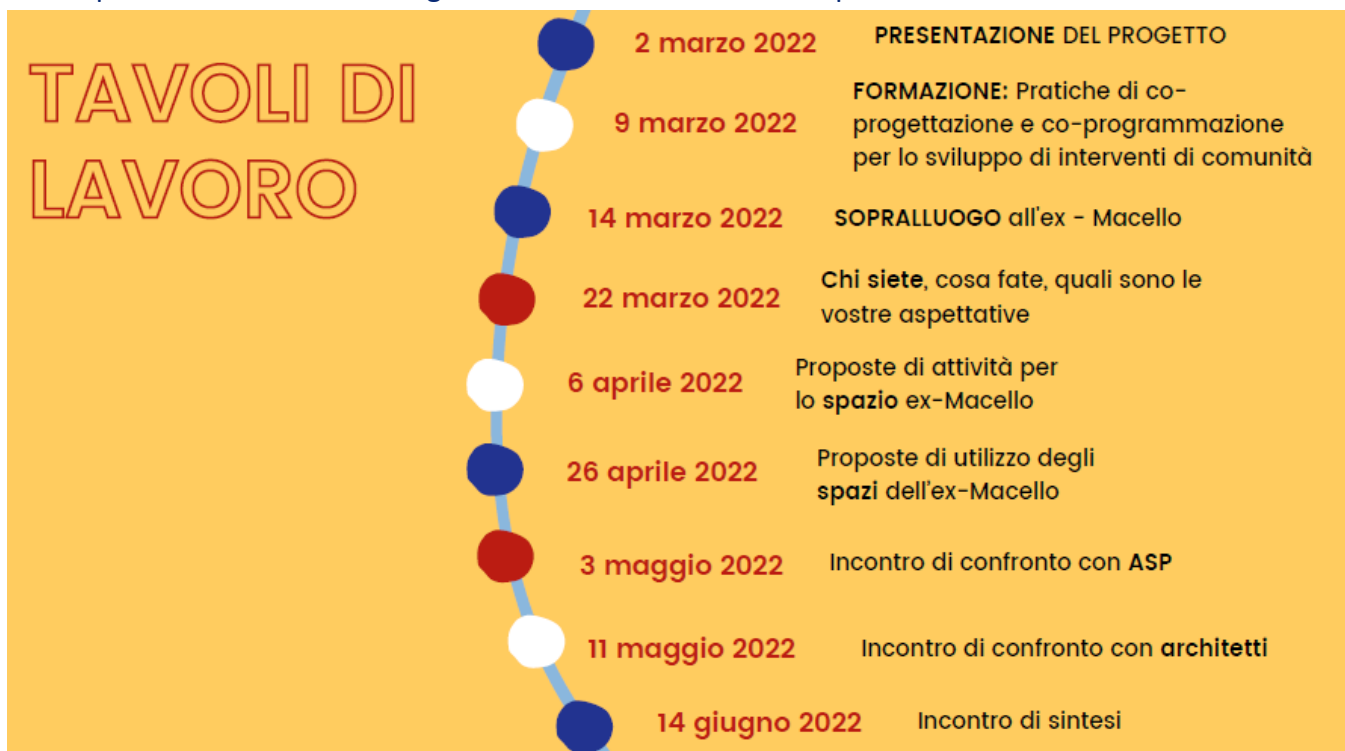 TAVOLI DI
LAVORO
2 marzo 2022
PRESENTAZIONE DEL PROGETTO
9 marzo 2022
FORMAZIONE: Pratiche di co-
progettazione e co-programmazione
per lo sviluppo di interventi di comunità
14 marzo 2022
SOPRALLUOGO all'ex - Macello
22 marzo 2022
Chi siete, cosa fate, quali sono le
vostre aspettative
6 aprile 2022
Proposte di attività per
lo spazio ex-Macello
26 aprile 2022
Proposte di utilizzo degli
spazi dell'ex-Macello
3 maggio 2022
Incontro di confronto con ASP
11 maggio 2022
Incontro di confronto con architetti
14 giugno 2022
Incontro di sintesi